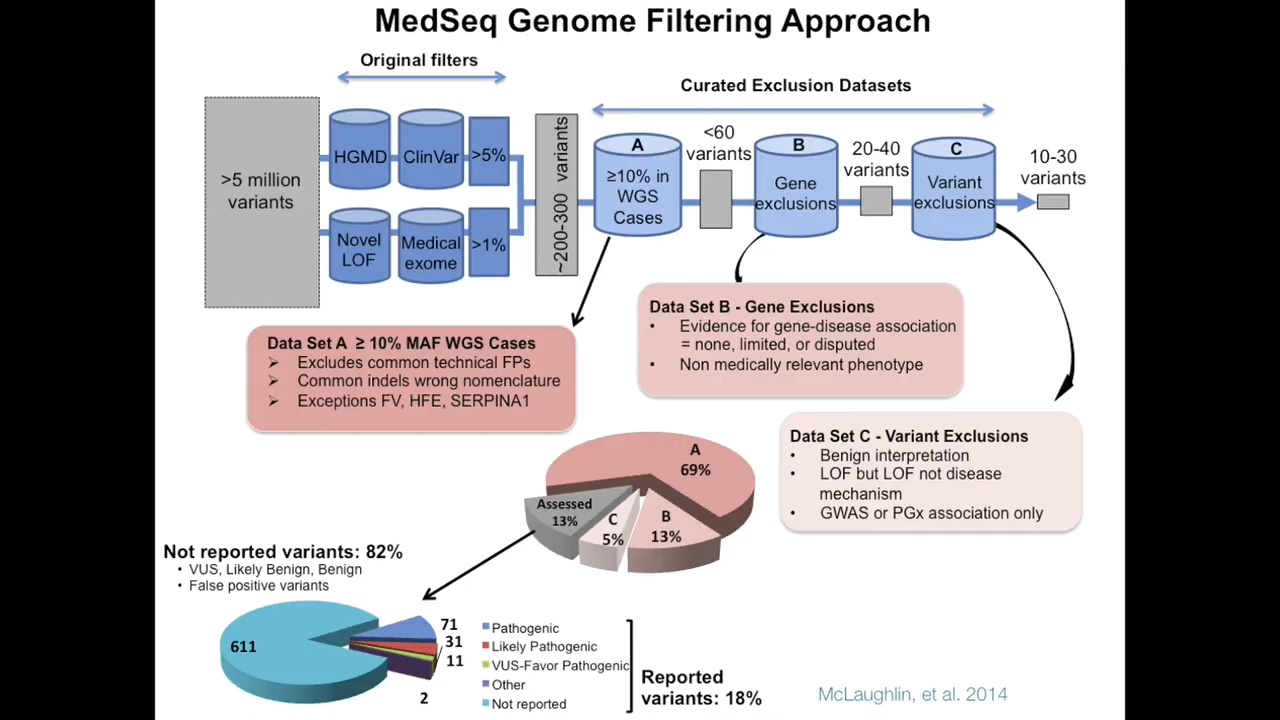 MedSeq Genome Filtering Approach
Original filters
Curated Exclusion Datasets
>5 million
variants
HGMD
ClinVar
>5%
Novel
LOF
Medical
exome
>1%
~200-300 variants
A
≥10% in
WGS
Cases
<60
variants
B
Gene
exclusions
20-40
variants
C
Variant
exclusions
10-30
variants
Data Set A ≥ 10% MAF WGS Cases
➢ Excludes common technical FPs
➢ Common indels wrong nomenclature
➢ Exceptions FV, HFE, SERPINA1
Data Set B - Gene Exclusions
• Evidence for gene-disease association
= none, limited, or disputed
• Non medically relevant phenotype
Data Set C - Variant Exclusions
• Benign interpretation
• LOF but LOF not disease
mechanism
• GWAS or PGx association only
A
69%
Assessed
13%
C
5%
B
13%
Not reported variants: 82%
• VUS, Likely Benign, Benign
• False positive variants
611
71
31
11
2
Pathogenic
Likely Pathogenic
VUS-Favor Pathogenic
Other
Not reported
Reported
variants: 18%
McLaughlin, et al. 2014